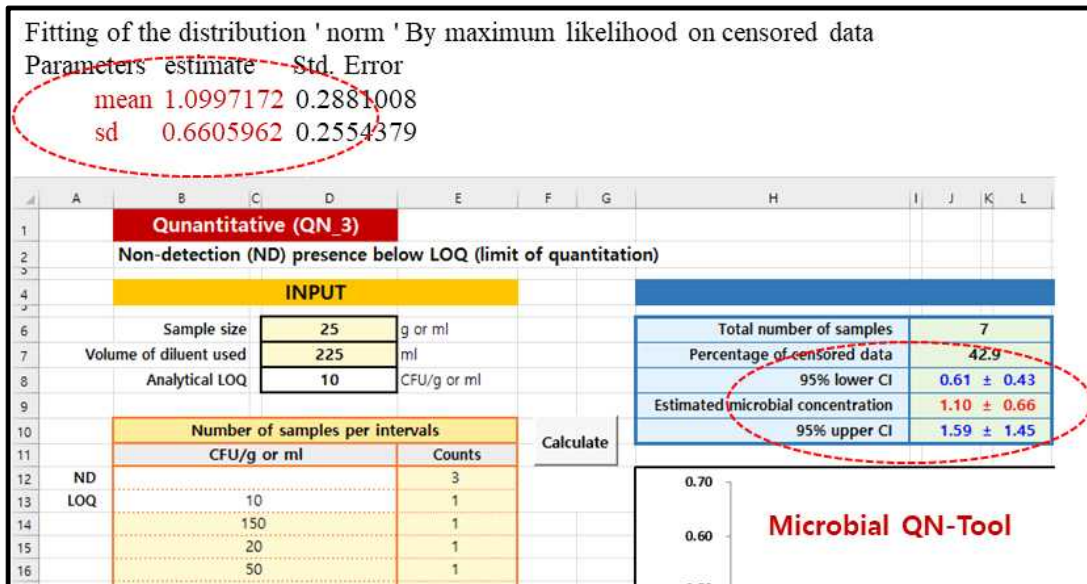 Fitting of the distribution ' norm ' By maximum likelihood on censored data
Parameters estimate Std. Error
mean 1.0997172 0.2881008
sd 0.6605962 0.2554379
A B C D E F G H I J K L
1 Qunantitative (QN_3)
2 Non-detection (ND) presence below LOQ (limit of quantitation)
4 INPUT
6 Sample size 25 g or ml Total number of samples 7
7 Volume of diluent used 225 ml Percentage of censored data 42.9
8 Analytical LOQ 10 CFU/g or ml 95% lower CI 0.61 ± 0.43
9 Estimated microbial concentration 1.10 ± 0.66
10 Number of samples per intervals Calculate 95% upper CI 1.59 ± 1.45
11 CFU/g or ml Counts
12 ND 3 0.70
13 LOQ 10 1
14 150 1 0.60 Microbial QN-Tool
15 20 1
16 50 1